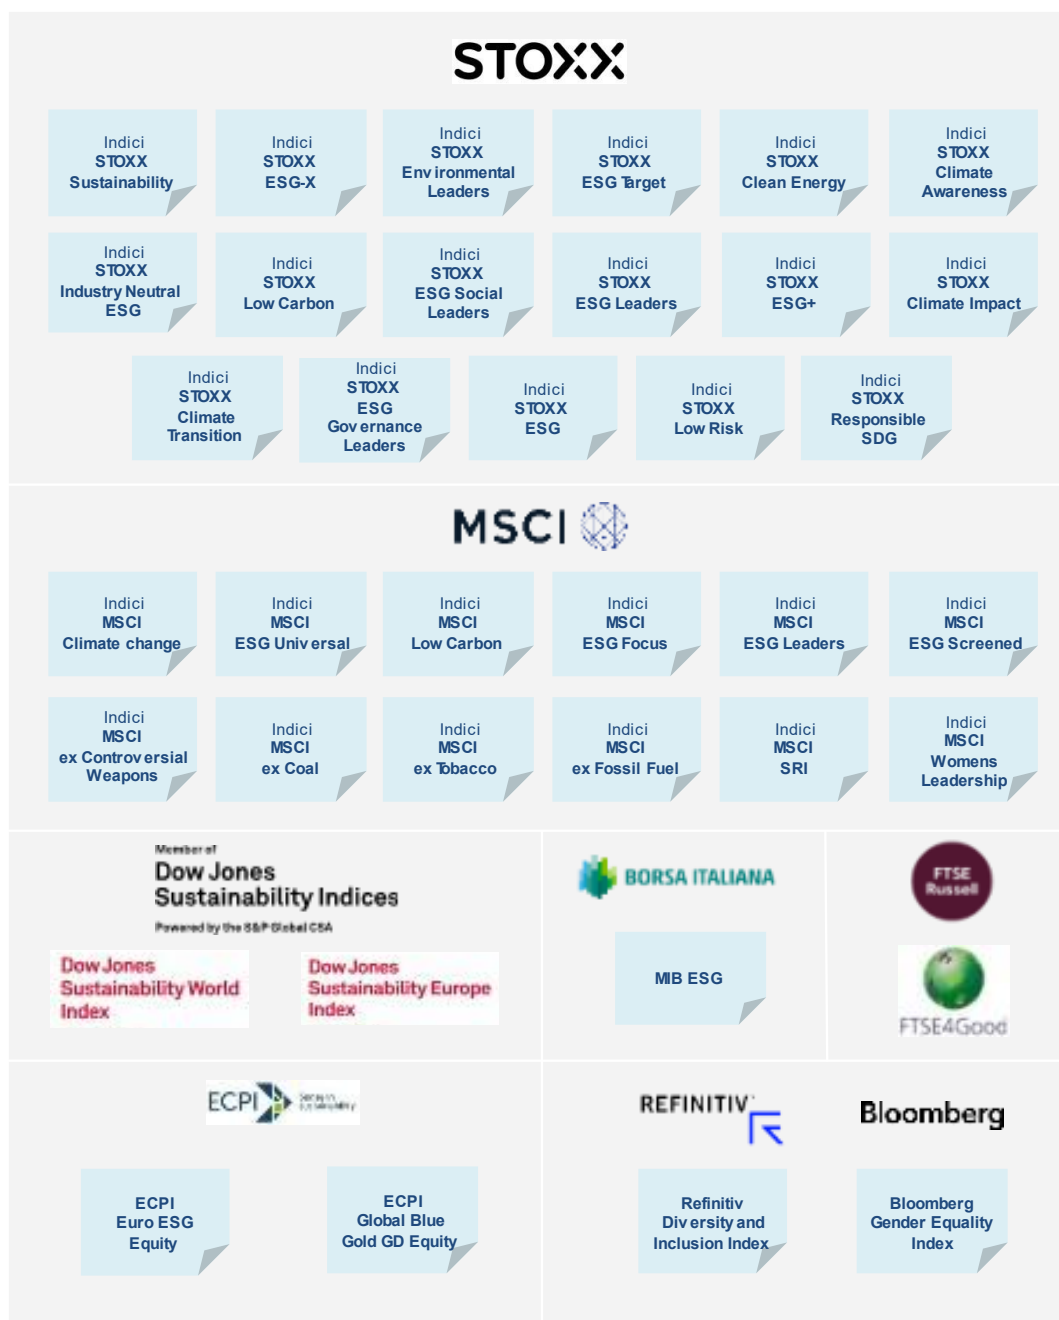 STOXX
Indici
STOXX
Sustainability
Indici
STOXX
ESG-X
Indici
STOXX
Environmental
Leaders
Indici
STOXX
ESG Target
Indici
STOXX
Clean Energy
Indici
STOXX
Climate
Awareness
Indici
STOXX
Industry Neutral
ESG
Indici
STOXX
Low Carbon
Indici
STOXX
ESG Social
Leaders
Indici
STOXX
ESG Leaders
Indici
STOXX
ESG+
Indici
STOXX
Climate Impact
Indici
STOXX
Climate
Transition
Indici
STOXX
ESG
Governance
Leaders
Indici
STOXX
ESG
Indici
STOXX
Low Risk
Indici
STOXX
Responsible
SDG
MSCI
Indici
MSCI
Climate change
Indici
MSCI
ESG Universal
Indici
MSCI
Low Carbon
Indici
MSCI
ESG Focus
Indici
MSCI
ESG Leaders
Indici
MSCI
ESG Screened
Indici
MSCI
ex Controversial
Weapons
Indici
MSCI
ex Coal
Indici
MSCI
ex Tobacco
Indici
MSCI
ex Fossil Fuel
Indici
MSCI
SRI
Indici
MSCI
Womens
Leadership
Member of
Dow Jones
Sustainability Indices
Powered by the S&P Global CSA
Dow Jones
Sustainability World
Index
Dow Jones
Sustainability Europe
Index
BORSA ITALIANA
MIB ESG
FTSE
Russell
FTSE4Good
ECPI
Sense in
sustainability
ECPI
Euro ESG
Equity
ECPI
Global Blue
Gold GD Equity
REFINITIV
Refinitiv
Diversity and
Inclusion Index
Bloomberg
Bloomberg
Gender Equality
Index